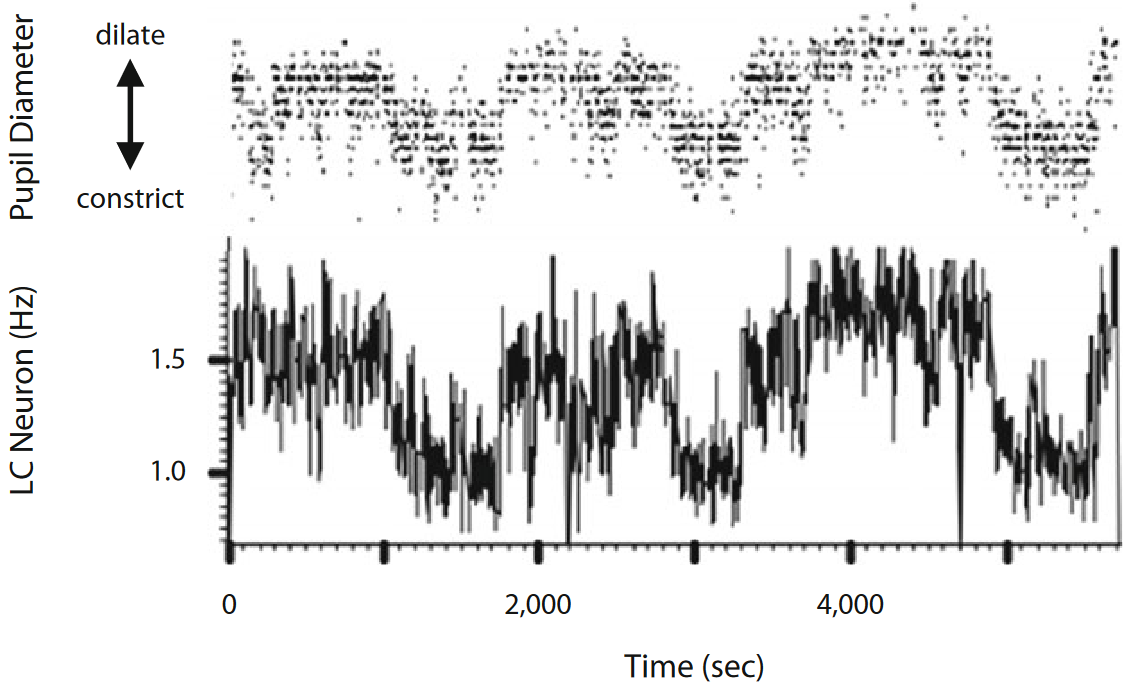 Pupil Diameter
dilate
constrict
LC Neuron (Hz)
1.5
1.0
0
2,000
4,000
Time (sec)